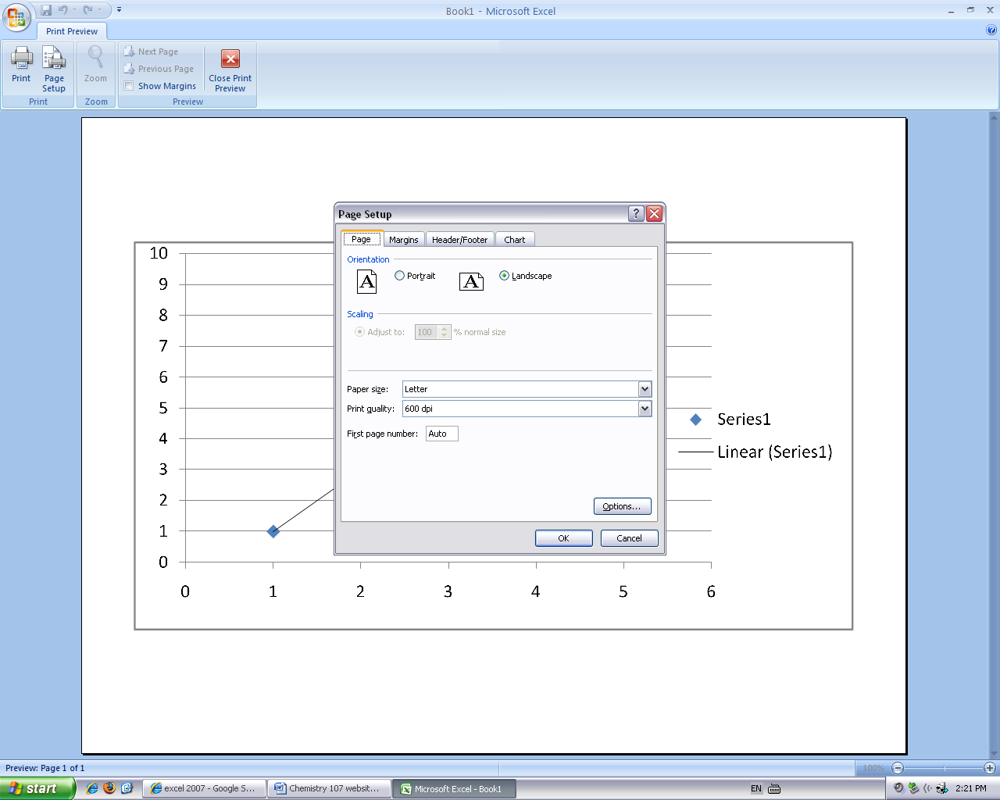 Book1 - Microsoft Excel
Print Preview
Print
Page Setup
Zoom
Next Page
Previous Page
Show Margins
Close Print Preview
Print
Zoom
Preview
Page Setup
?
Page
Margins
Header/Footer
Chart
Orientation
A
Portrait
A
Landscape
Scaling
Adjust to:
100
% normal size
Paper size:
Letter
Print quality:
600 dpi
First page number:
Auto
Options...
OK
Cancel
10
9
8
7
6
5
4
3
2
1
0
0
1
2
3
4
5
6
Series1
Linear (Series1)
Preview: Page 1 of 1
100%
start
excel 2007 - Google S...
Chemistry 107 websit...
Microsoft Excel - Book1
EN
2:21 PM